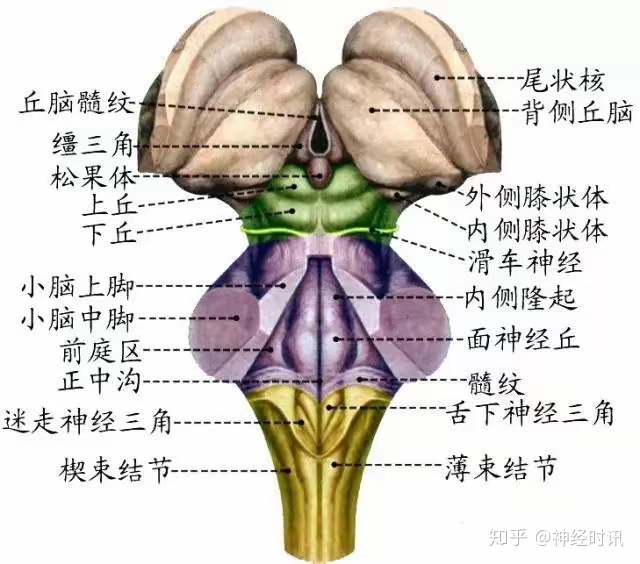 丘脑髓纹
缰三角
松果体
上丘
下丘
小脑上脚
小脑中脚
前庭区
正中沟
迷走神经三角
楔束结节
尾状核
背侧丘脑
外侧膝状体
内侧膝状体
滑车神经
内侧隆起
面神经丘
髓纹
舌下神经三角
薄束结节
知乎 @神经时讯